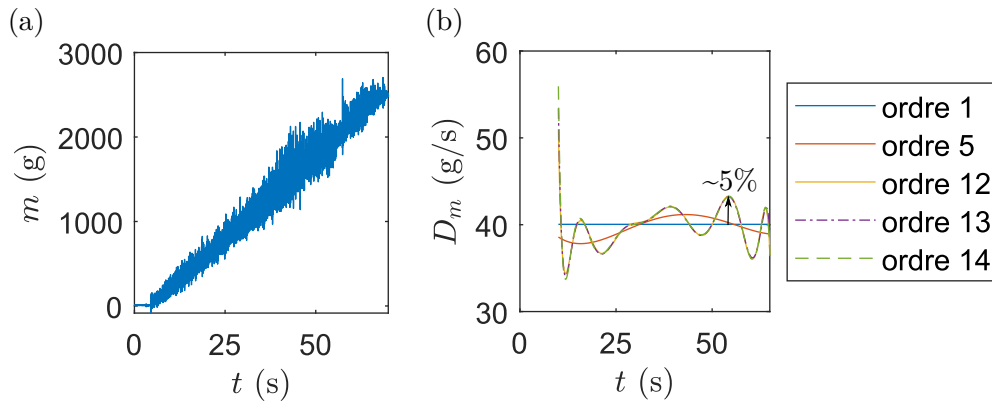 (a)
3000
2000
1000
0
m (g)
0
25
50
t (s)
(b)
60
50
40
30
D_m (g/s)
~5%
0
25
50
t (s)
ordre 1
ordre 5
ordre 12
ordre 13
ordre 14